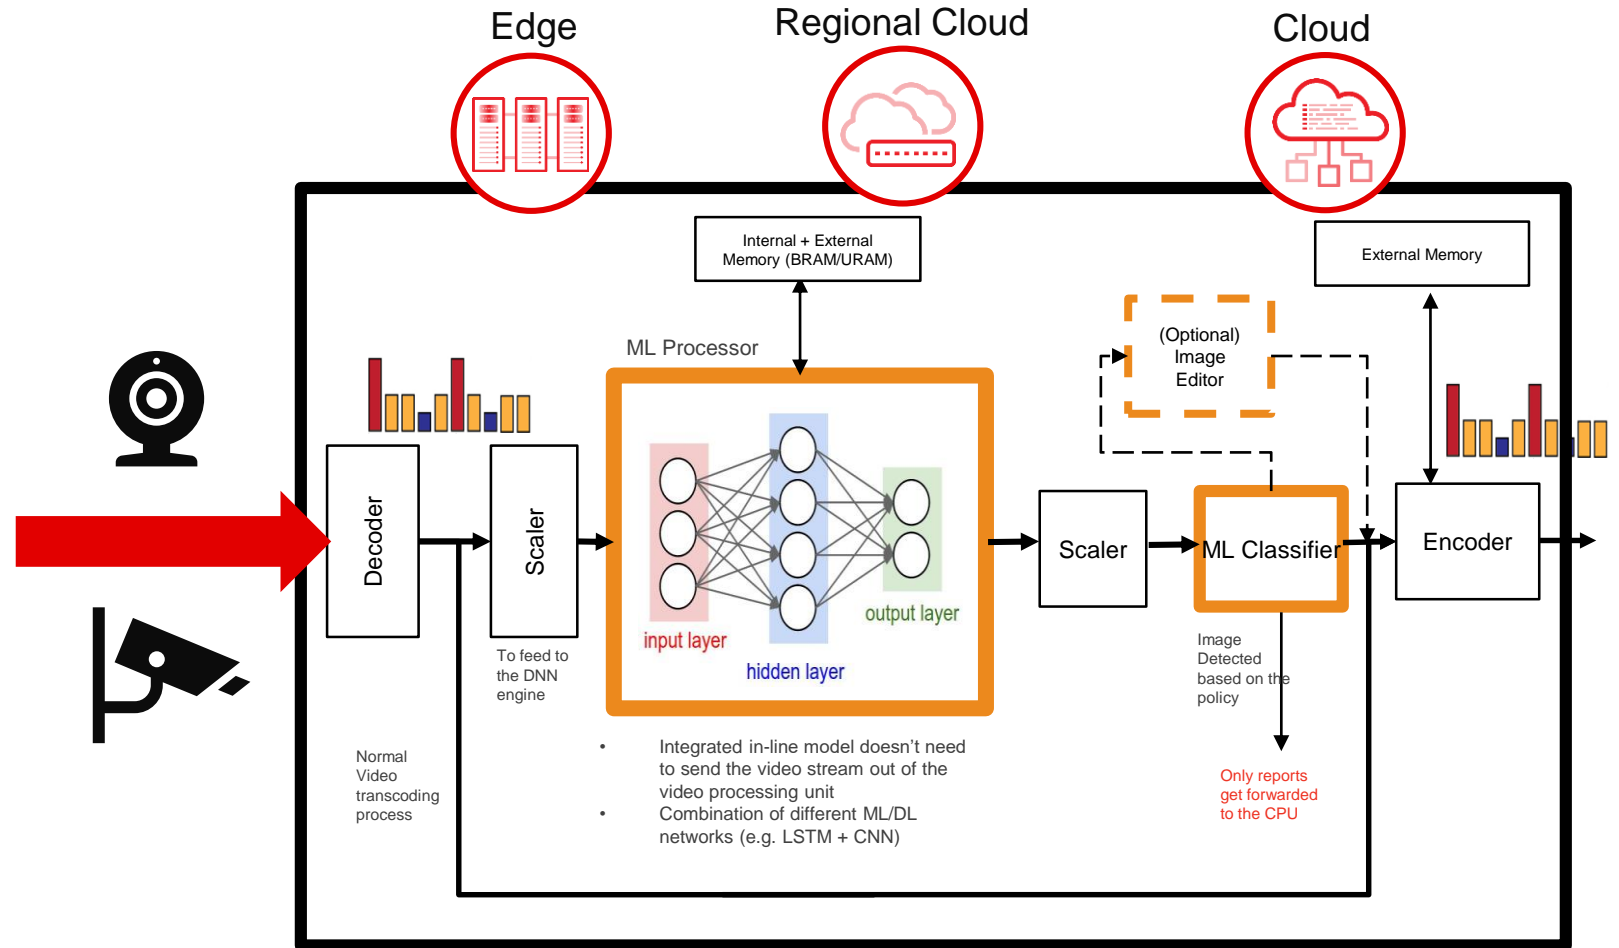 Edge
Regional Cloud
Cloud
Internal + External
Memory (BRAM/URAM)
External Memory
(Optional)
Image
Editor
ML Processor
Decoder
Scaler
input layer
hidden layer
output layer
Scaler
ML Classifier
Encoder
To feed to
the DNN
engine
Image
Detected
based on the
policy
Normal
Video
transcoding
process
• Integrated in-line model doesn’t need
to send the video stream out of the
video processing unit
• Combination of different ML/DL
networks (e.g. LSTM + CNN)
Only reports
get forwarded
to the CPU